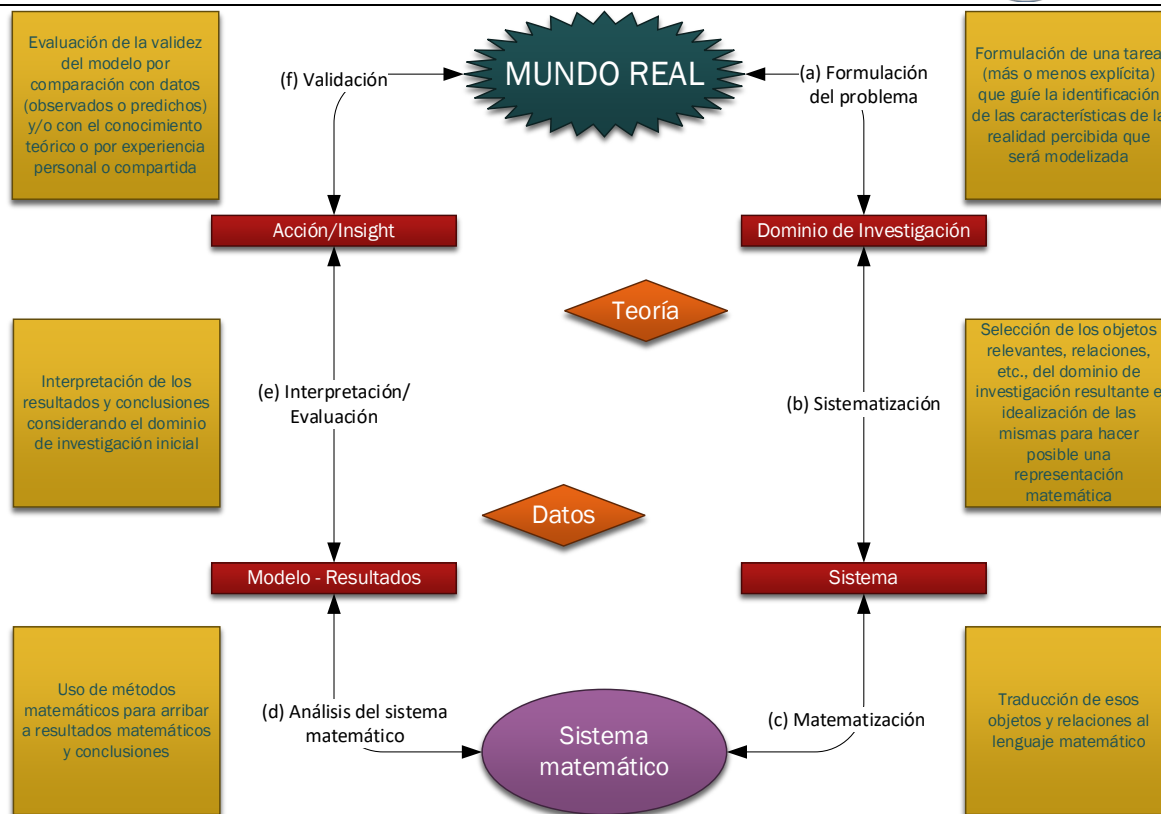 Evaluación de la validez
del modelo por
comparación con datos
(observados o predichos)
y/o con el conocimiento
teórico o por experiencia
personal o compartida
(f) Validación
MUNDO REAL
(a) Formulación
del problema
Formulación de una tarea
(más o menos explícita)
que guíe la identificación
de las características de la
realidad percibida que
será modelizada
Acción/Insight
Dominio de Investigación
Teoría
Interpretación de los
resultados y conclusiones
considerando el dominio
de investigación inicial
(e) Interpretación/
Evaluación
(b) Sistematización
Selección de los objetos
relevantes, relaciones,
etc., del dominio de
investigación resultante e
idealización de las
mismas para hacer
posible una
representación
matemática
Datos
Modelo - Resultados
Sistema
Uso de métodos
matemáticos para arribar
a resultados matemáticos
y conclusiones
(d) Análisis del sistema
matemático
Sistema
matemático
(c) Matematización
Traducción de esos
objetos y relaciones al
lenguaje matemático